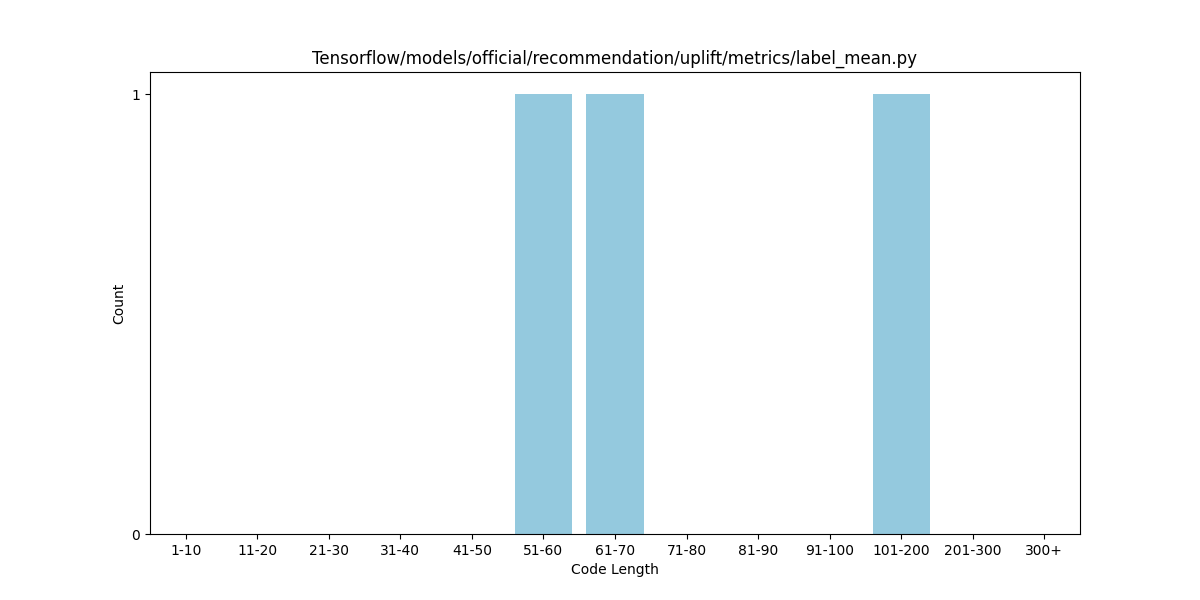 Tensorflow/models/official/recommendation/uplift/metrics/label_mean.py
1
Count
0
1-10 11-20 21-30 31-40 41-50 51-60 61-70 71-80 81-90 91-100 101-200 201-300 300+
Code Length